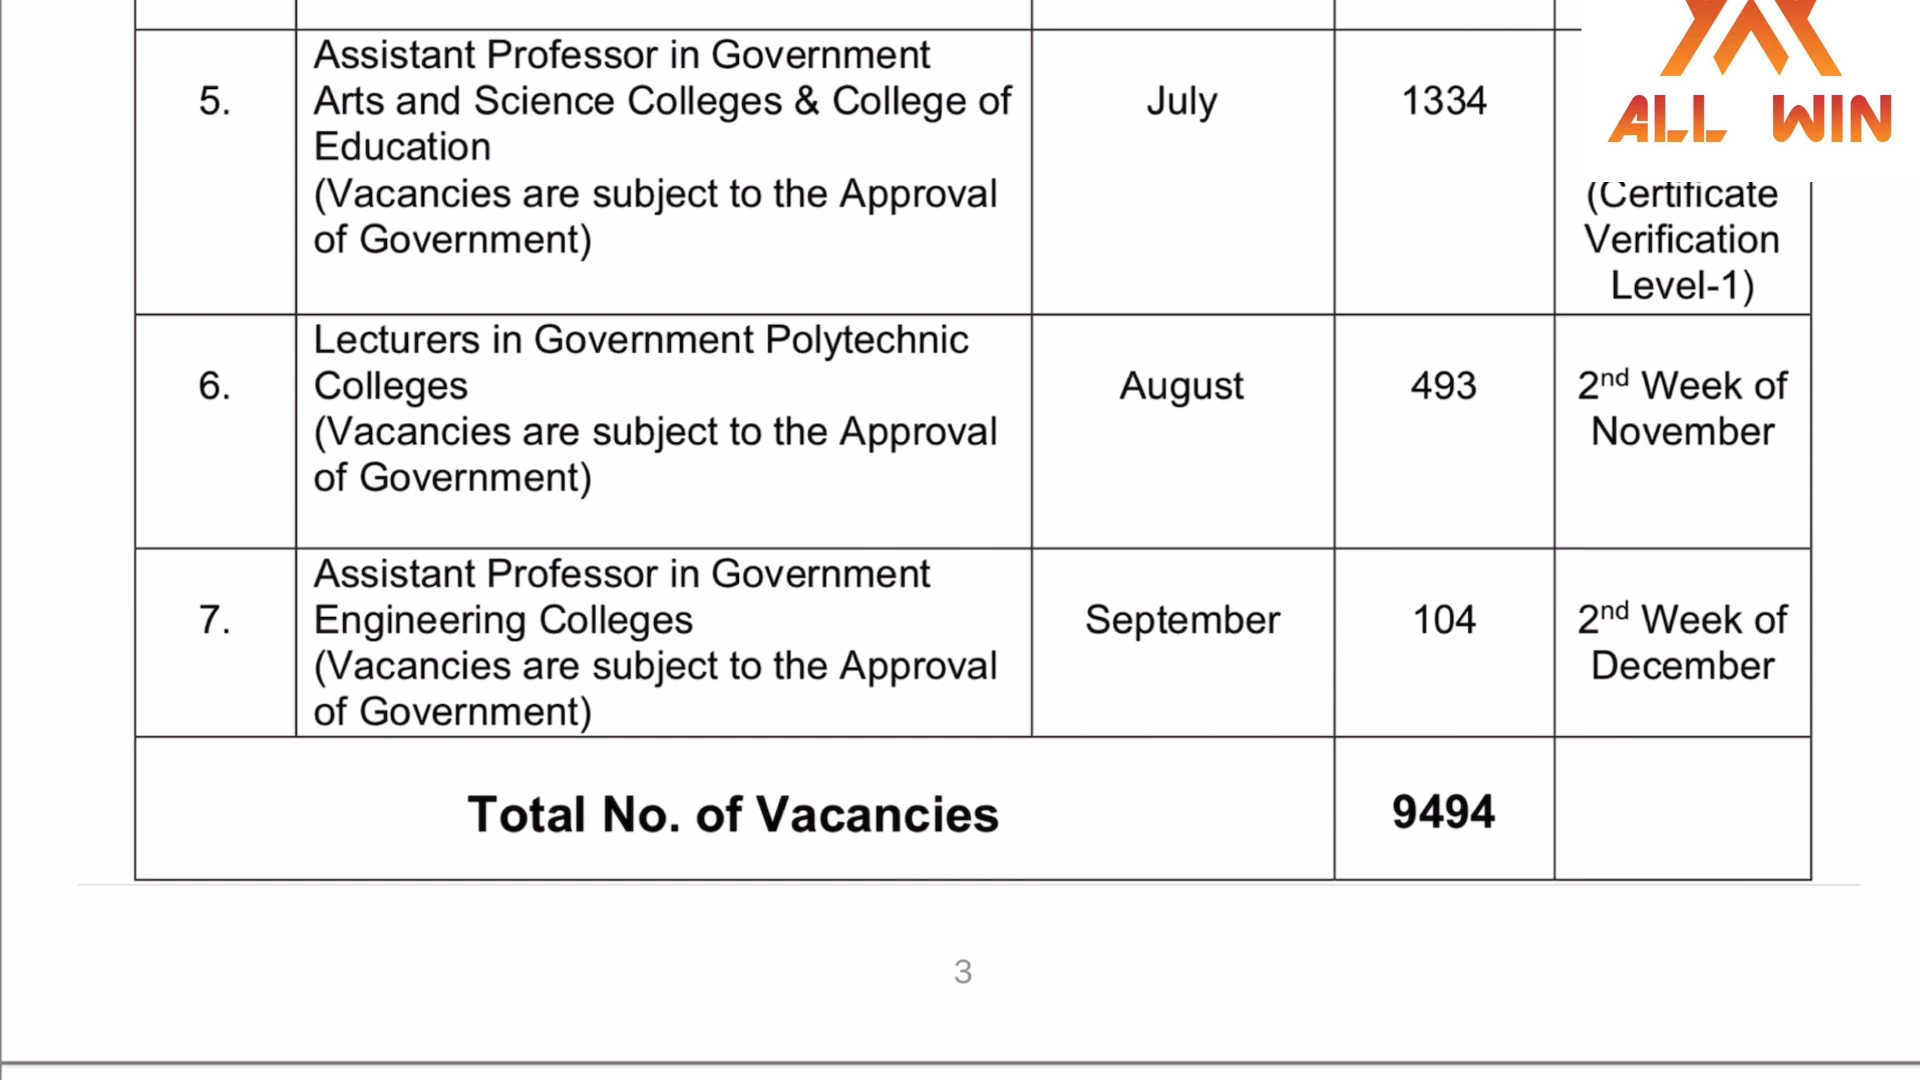 5.
Assistant Professor in Government
Arts and Science Colleges & College of
Education
(Vacancies are subject to the Approval
of Government)
July
1334
ALL WIN
(Certificate
Verification
Level-1)
6.
Lecturers in Government Polytechnic
Colleges
(Vacancies are subject to the Approval
of Government)
August
493
2nd Week of
November
7.
Assistant Professor in Government
Engineering Colleges
(Vacancies are subject to the Approval
of Government)
September
104
2nd Week of
December
Total No. of Vacancies
9494
3